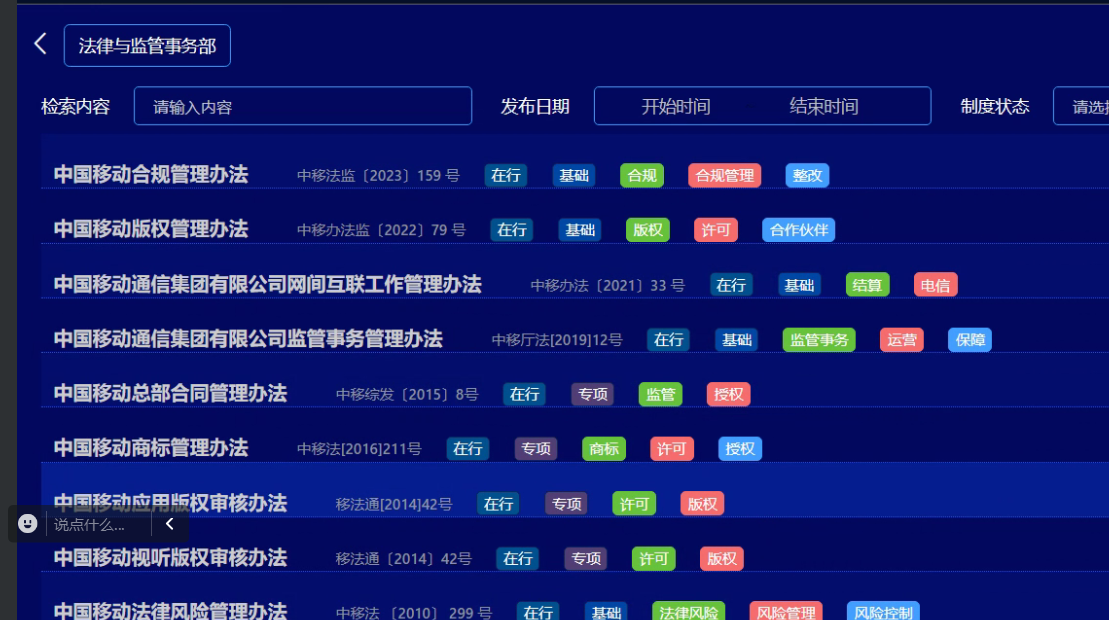 法律与监管事务部
检索内容 请输入内容 发布日期 开始时间 结束时间 制度状态 请选
中国移动合规管理办法 中移法监〔2023〕159 号 在行 基础 合规 合规管理 整改
中国移动版权管理办法 中移办法监〔2022〕79 号 在行 基础 版权 许可 合作伙伴
中国移动通信集团有限公司网间互联工作管理办法 中移办法〔2021〕33 号 在行 基础 结算 电信
中国移动通信集团有限公司监管事务管理办法 中移厅法[2019]12号 在行 基础 监管事务 运营 保障
中国移动总部合同管理办法 中移综发〔2015〕8号 在行 专项 监管 授权
中国移动商标管理办法 中移法[2016]211号 在行 专项 商标 许可 授权
中国移动应用版权审核办法 移法通[2014]42号 在行 专项 许可 版权
说点什么...
中国移动视听版权审核办法 移法通〔2014〕42号 在行 专项 许可 版权
中国移动法律风险管理办法 中移法〔2010〕299 号 在行 基础 法律风险 风险管理 风险控制